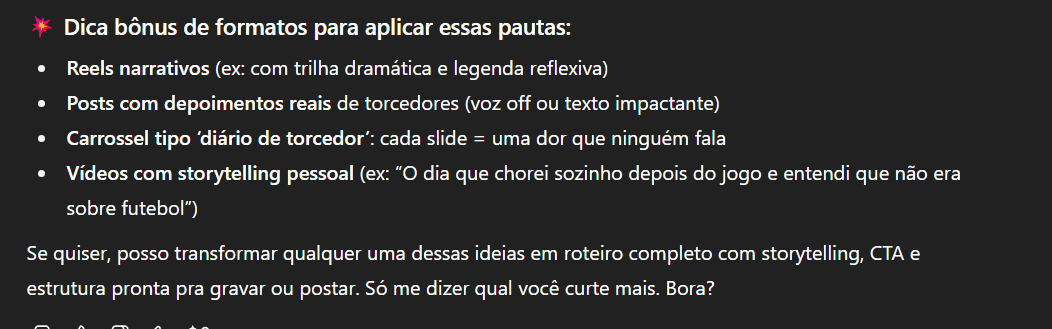 💥 Dica bônus de formatos para aplicar essas pautas:
• Reels narrativos (ex: com trilha dramática e legenda reflexiva)
• Posts com depoimentos reais de torcedores (voz off ou texto impactante)
• Carrossel tipo ‘diário de torcedor’: cada slide = uma dor que ninguém fala
• Vídeos com storytelling pessoal (ex: “O dia que chorei sozinho depois do jogo e entendi que não era
sobre futebol”)
Se quiser, posso transformar qualquer uma dessas ideias em roteiro completo com storytelling, CTA e
estrutura pronta pra gravar ou postar. Só me dizer qual você curte mais. Bora?